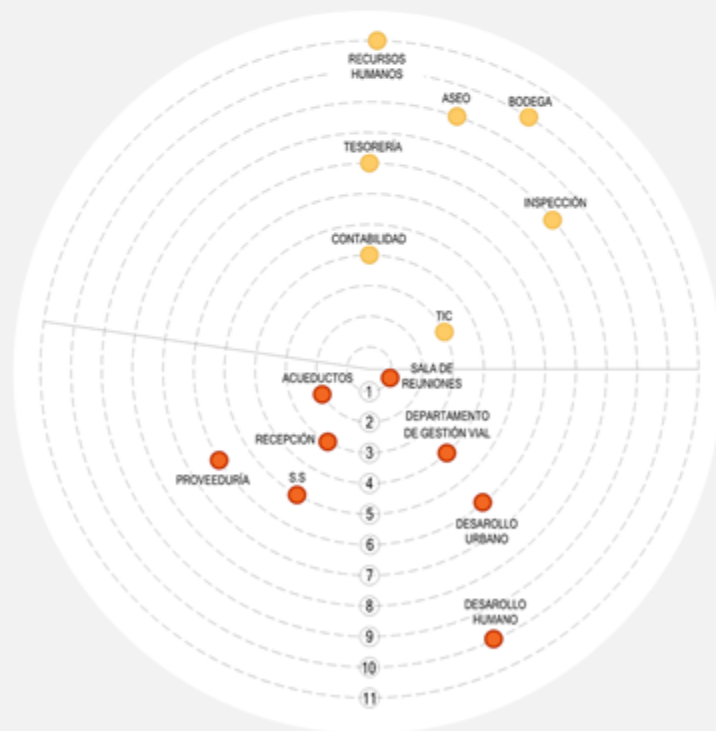 RECURSOS
HUMANOS
ASEO
BODEGA
TESORERÍA
INSPECCIÓN
CONTABILIDAD
TIC
SALA DE
REUNIONES
ACUEDUCTOS
1
2
DEPARTAMENTO
DE GESTIÓN VIAL
RECEPCIÓN
3
PROVEEDURÍA
S.S
4
5
DESAROLLO
URBANO
6
7
8
DESAROLLO
HUMANO
9
10
11